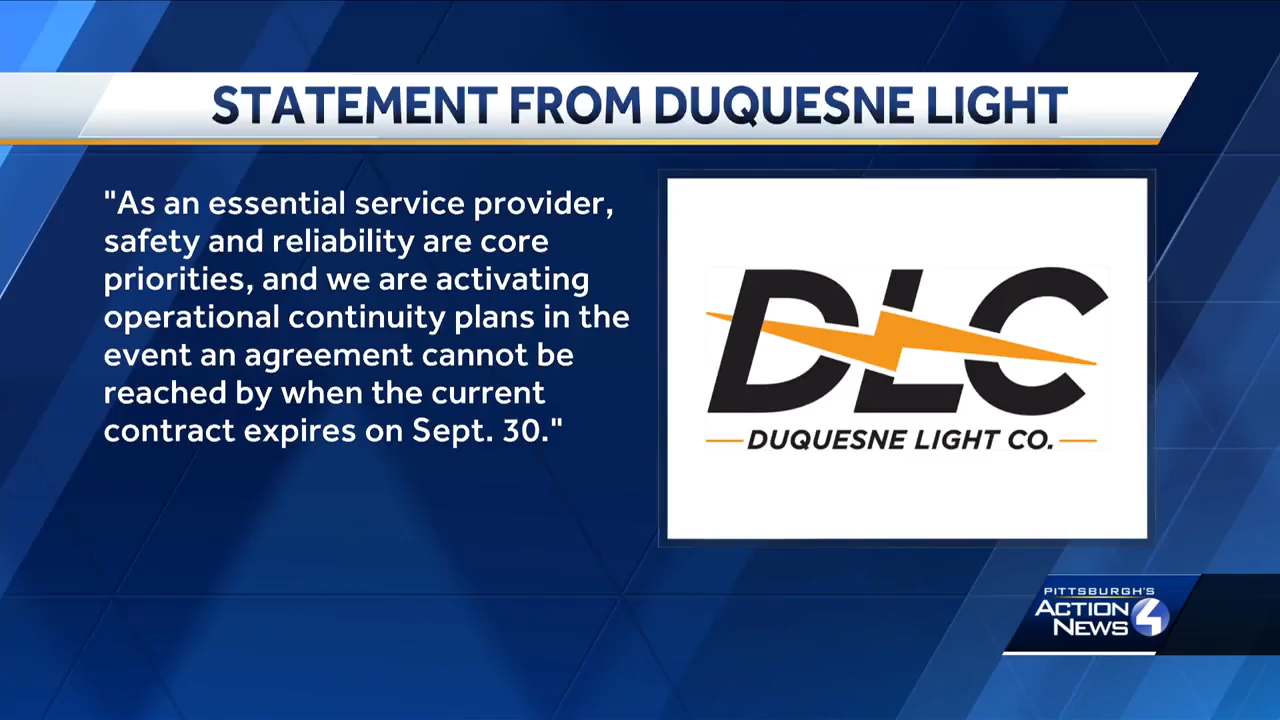 STATEMENT FROM DUQUESNE LIGHT
"As an essential service provider,
safety and reliability are core
priorities, and we are activating
operational continuity plans in the
event an agreement cannot be
reached by when the current
contract expires on Sept. 30."
DLC
DUQUESNE LIGHT CO.
PITTSBURGH'S
ACTION
NEWS 4